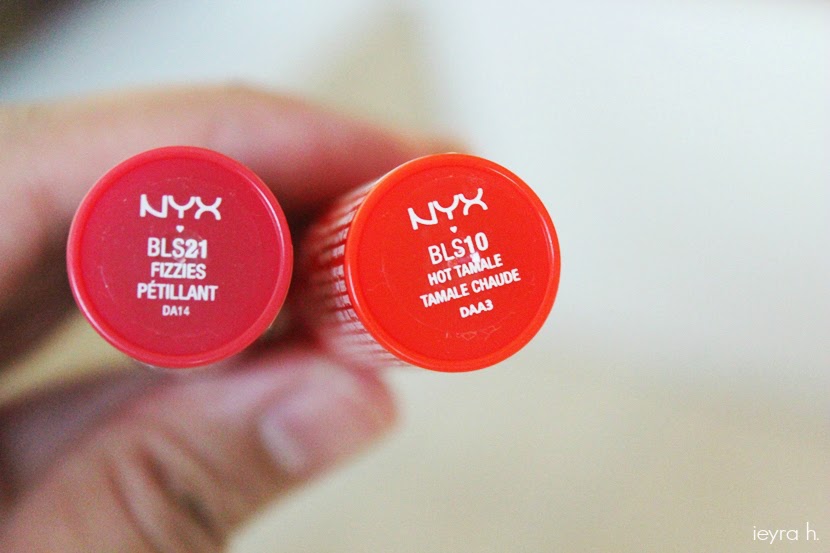 NYX
BLS21
FIZZIES
PÉTILLANT
DA14
NYX
BLS10
HOT TAMALE
TAMALE CHAUDE
DAA3
ieyra h.